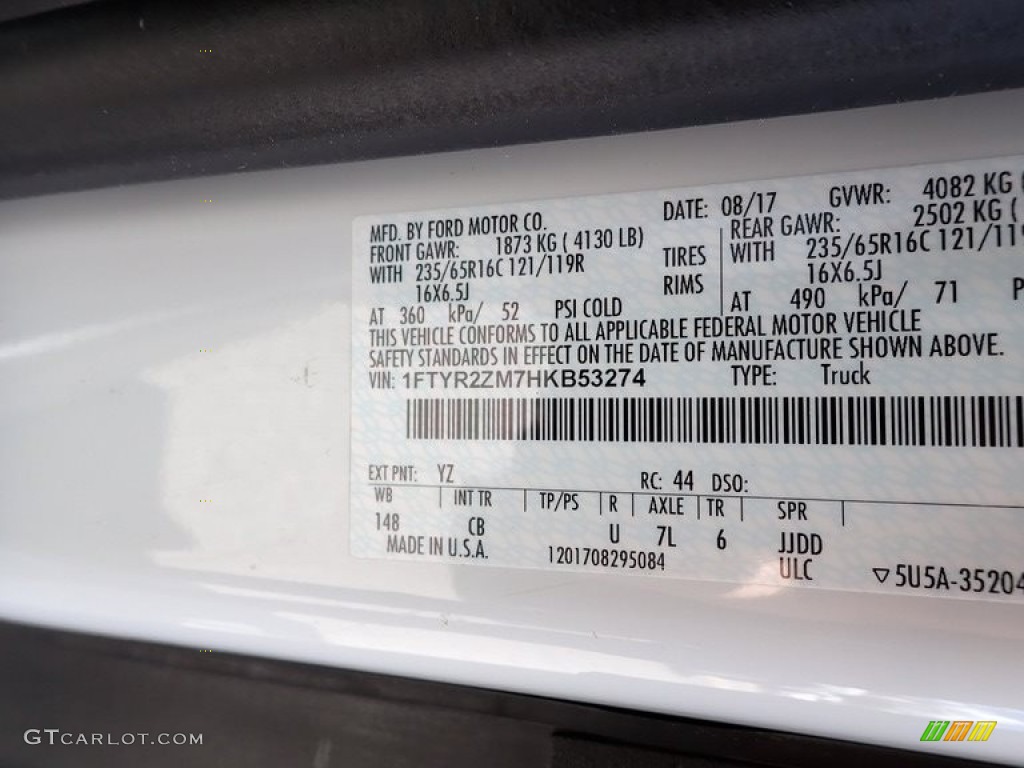 MFD. BY FORD MOTOR CO. DATE: 08/17 GVWR: 4082 KG
FRONT GAWR: 1873 KG ( 4130 LB) REAR GAWR: 2502 KG (
WITH 235/65R16C 121/119R TIRES WITH 235/65R16C 121/119
16X6.5J RIMS 16X6.5J
AT 360 kPa/ 52 PSI COLD AT 490 kPa/ 71 P
THIS VEHICLE CONFORMS TO ALL APPLICABLE FEDERAL MOTOR VEHICLE
SAFETY STANDARDS IN EFFECT ON THE DATE OF MANUFACTURE SHOWN ABOVE.
VIN: 1FTYR2ZM7HKB53274 TYPE: Truck
EXT PNT: YZ RC: 44 DSO:
WB INT TR TP/PS R AXLE TR SPR
148 CB U 7L 6 JJDD
MADE IN U.S.A. 1201708295084 ULC ▽5U5A-35204
GTCARLOT.COM